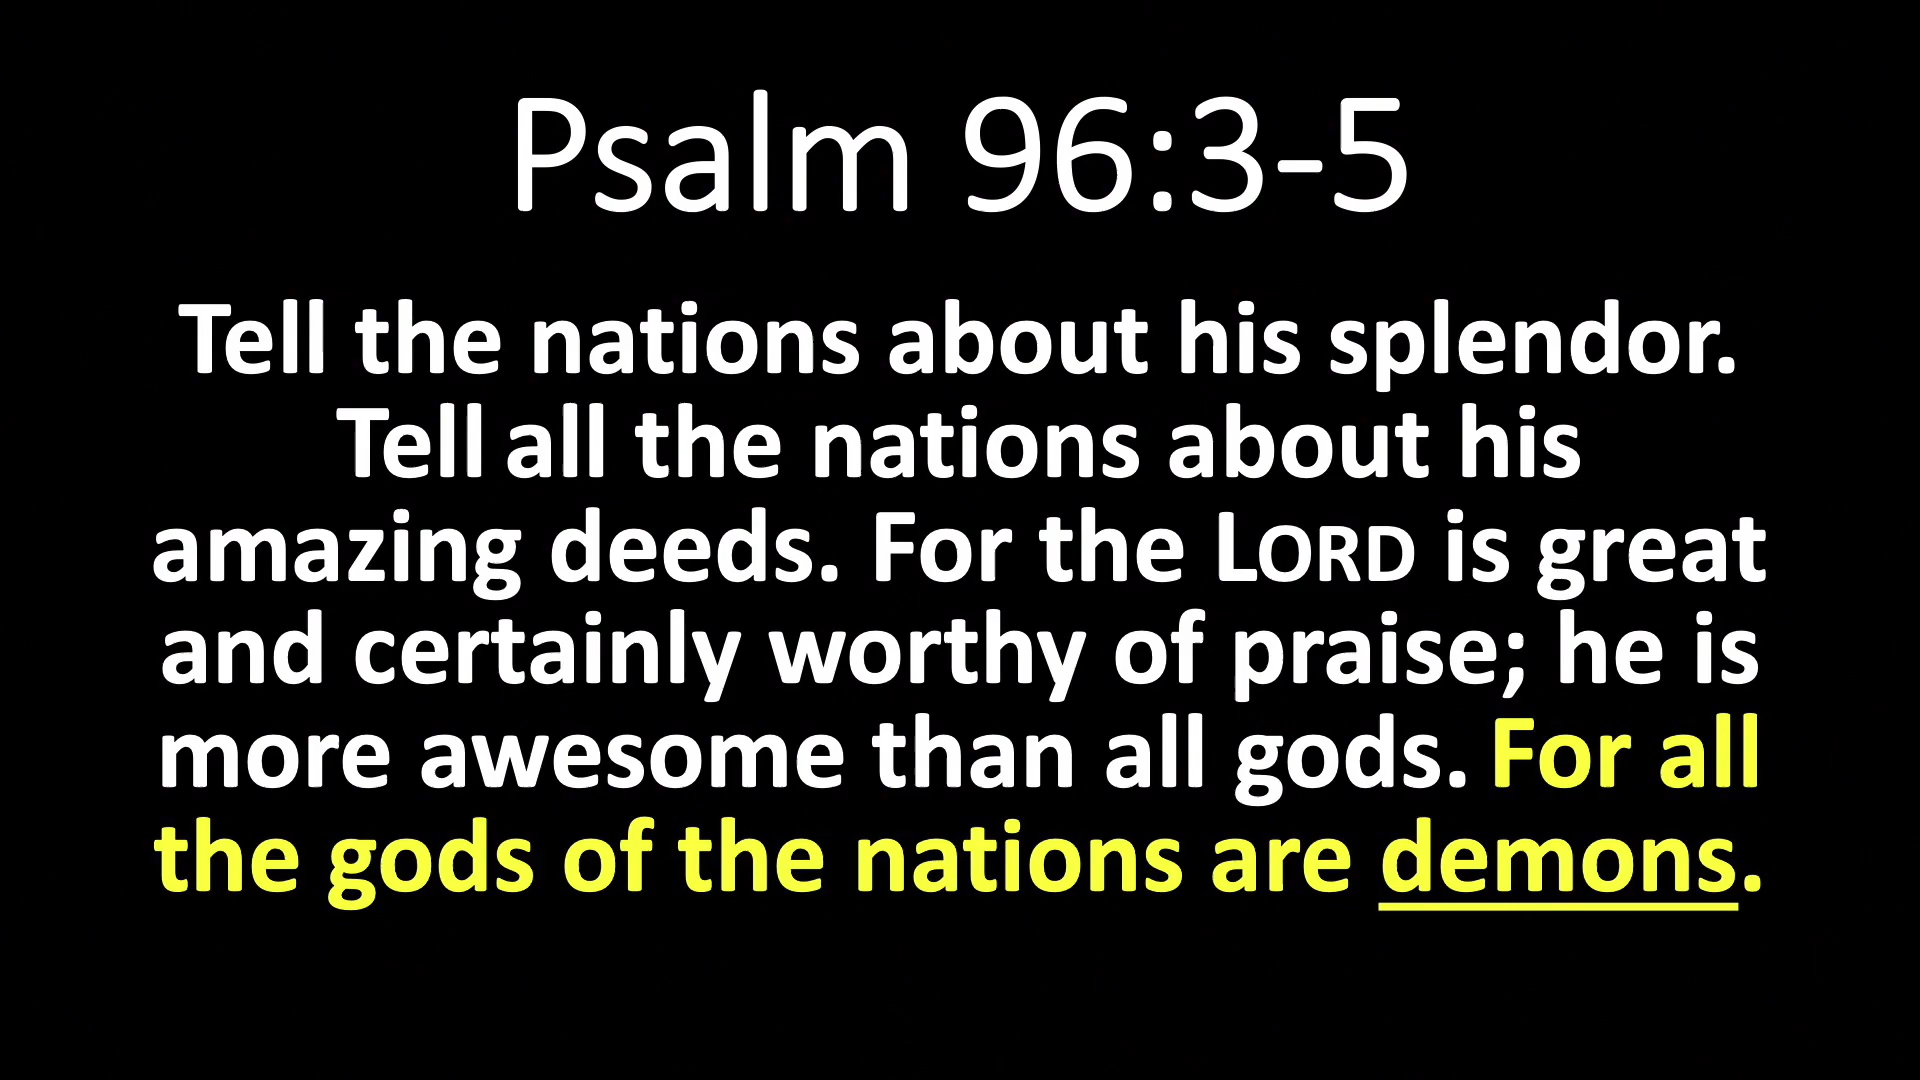 Psalm 96:3-5
Tell the nations about his splendor.
Tell all the nations about his
amazing deeds. For the LORD is great
and certainly worthy of praise; he is
more awesome than all gods. For all
the gods of the nations are demons.